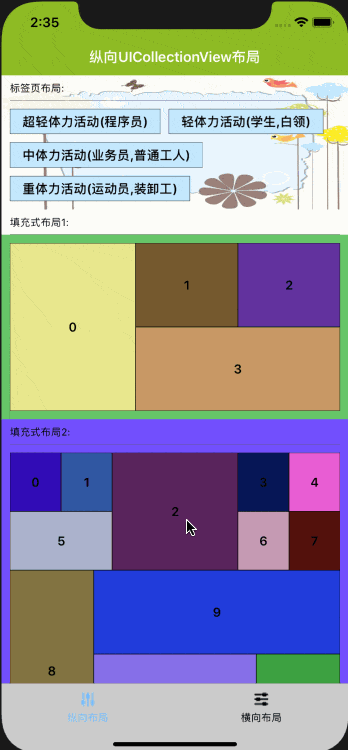 2:35
纵向UICollectionView布局
标签页布局:
超轻体力活动(程序员)
轻体力活动(学生,白领)
中体力活动(业务员,普通工人)
重体力活动(运动员,装卸工)
填充式布局1:
0
1
2
3
填充式布局2:
0
1
2
3
4
5
6
7
8
9
纵向布局
横向布局